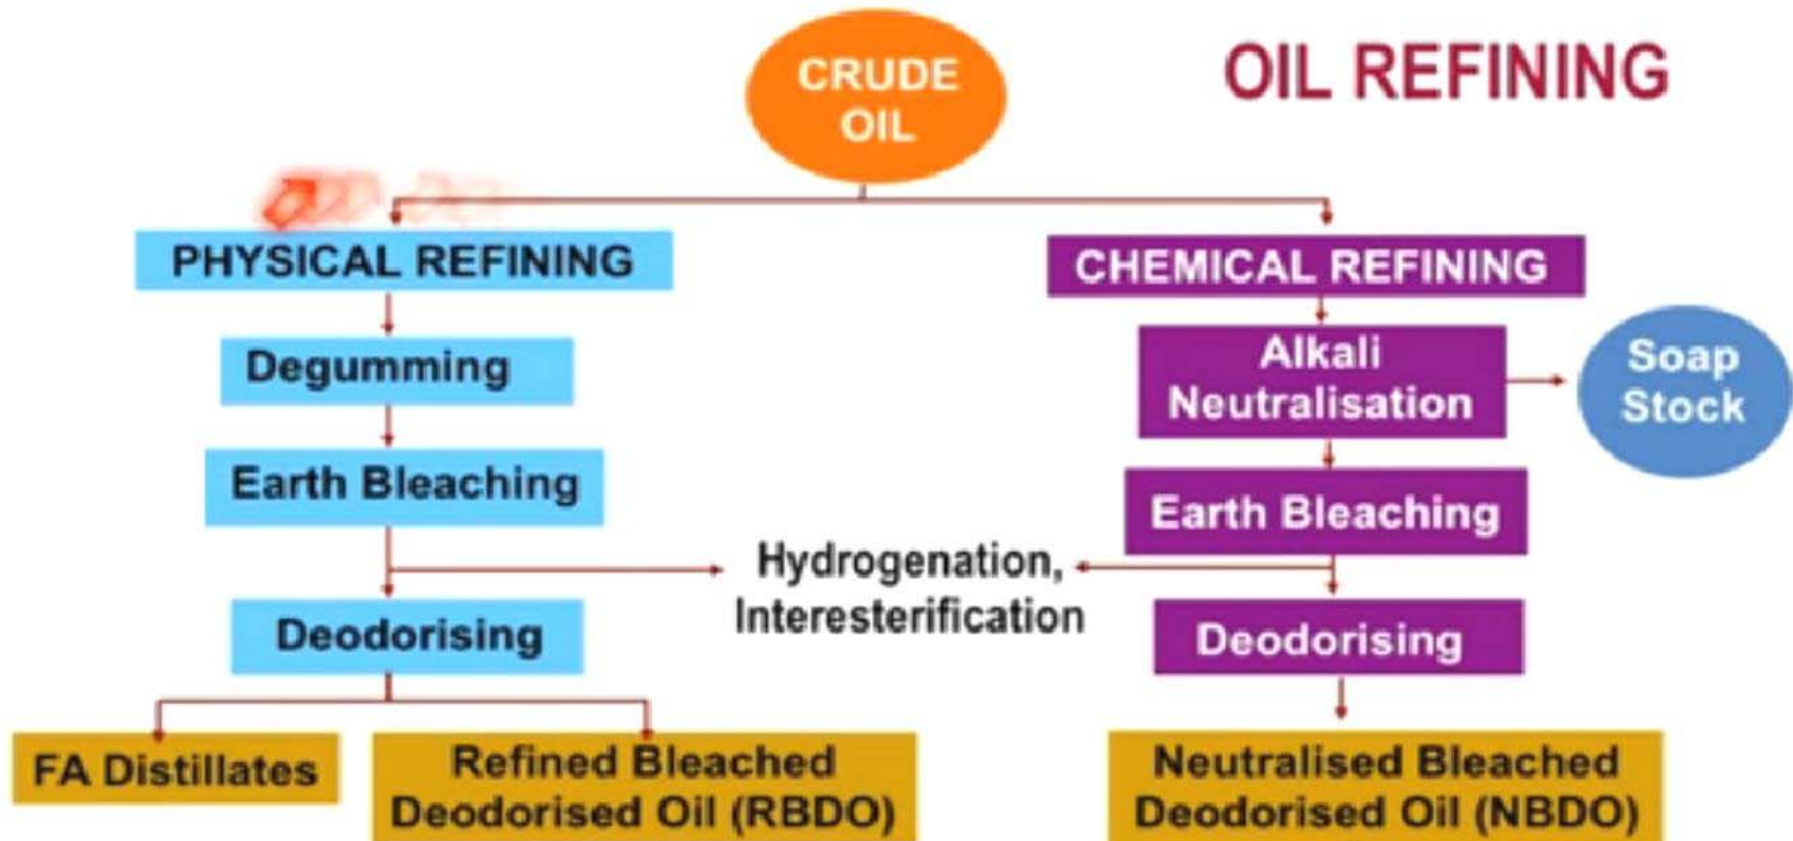 CRUDE
OIL
OIL REFINING
PHYSICAL REFINING
Degumming
Earth Bleaching
Deodorising
FA Distillates
Refined Bleached
Deodorised Oil (RBDO)
Hydrogenation,
Interesterification
CHEMICAL REFINING
Alkali
Neutralisation
Soap
Stock
Earth Bleaching
Deodorising
Neutralised Bleached
Deodorised Oil (NBDO)